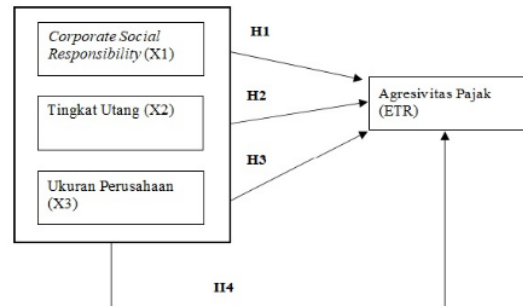 Corporate Social
Responsibility (X1)
H1
Tingkat Utang (X2)
H2
Agresivitas Pajak
(ETR)
H3
Ukuran Perusahaan
(X3)
H4